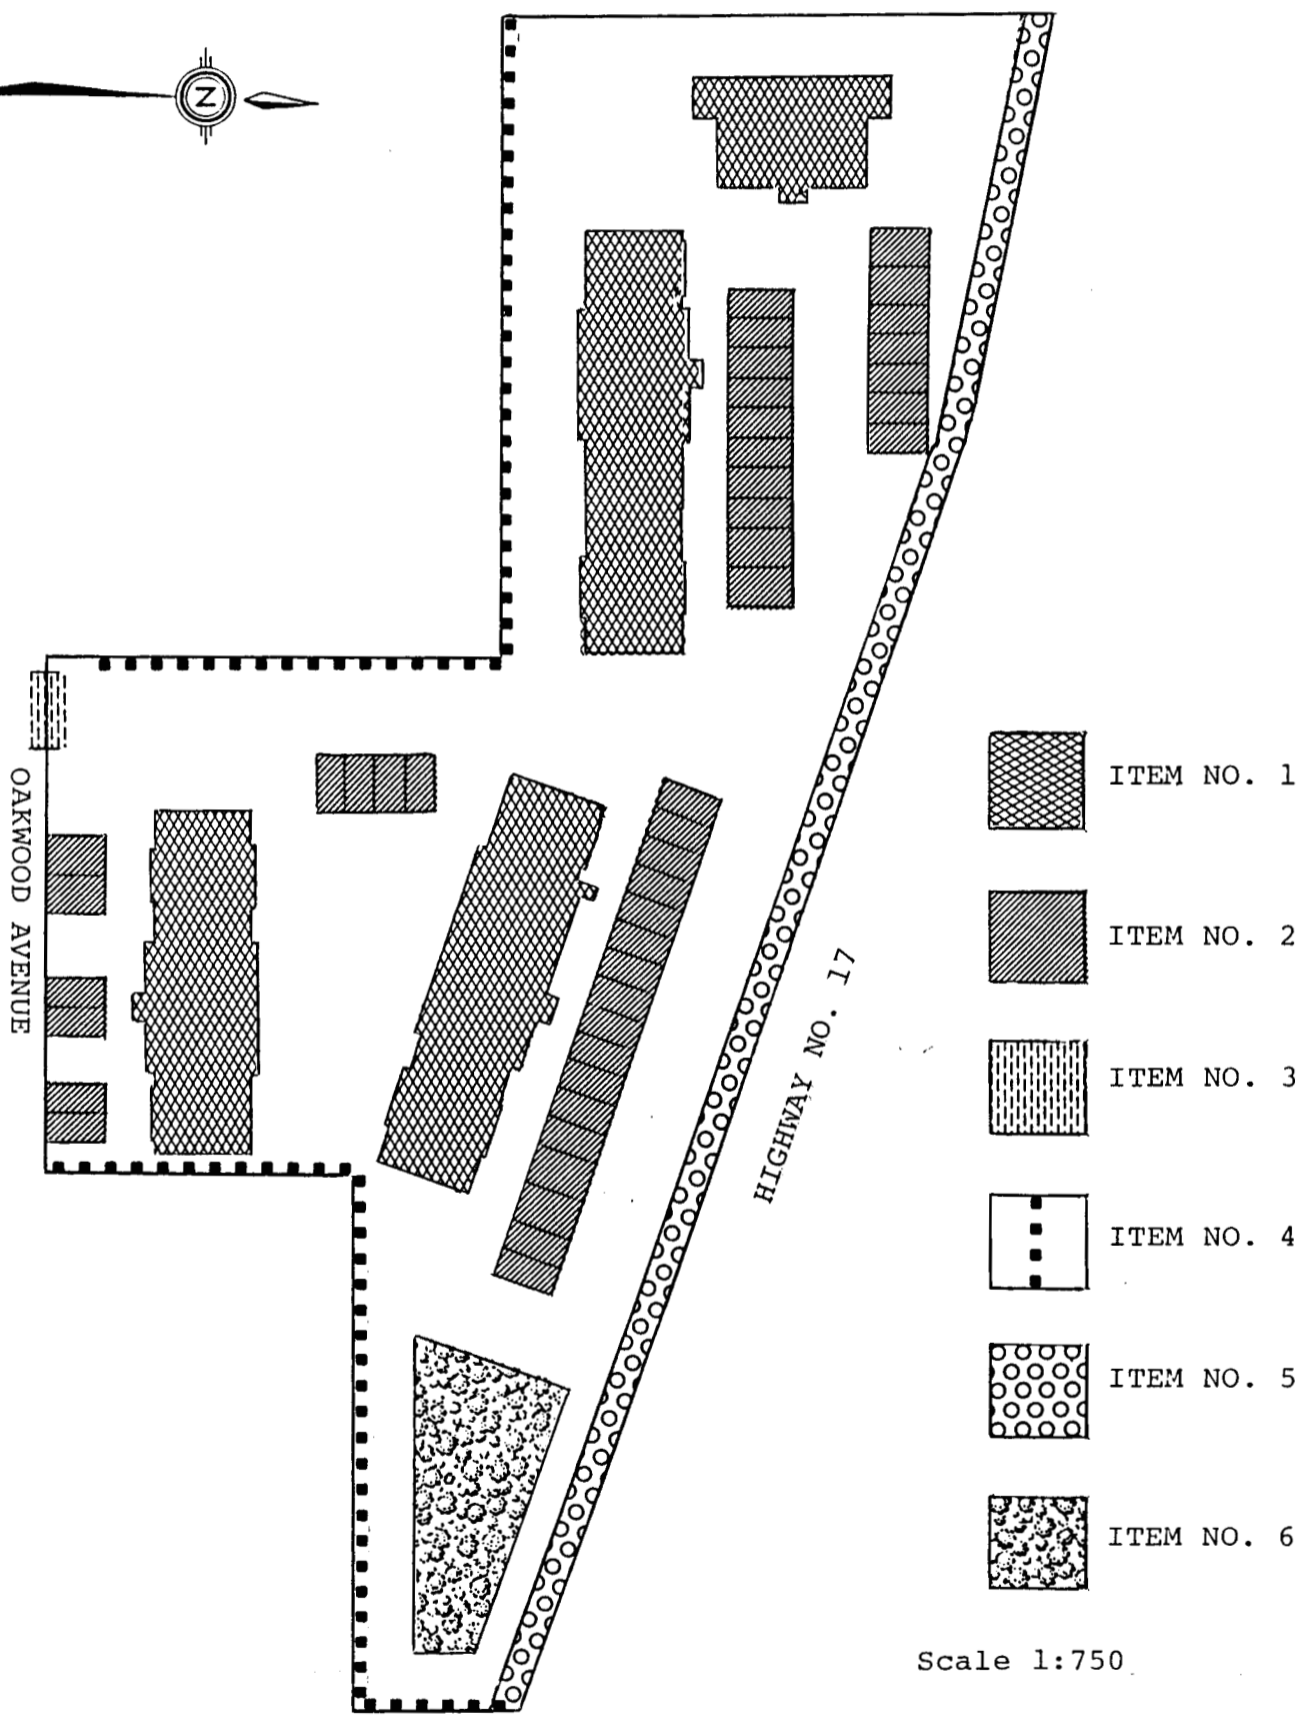 N
OAKWOOD AVENUE
HIGHWAY NO. 17
ITEM NO. 1
ITEM NO. 2
ITEM NO. 3
ITEM NO. 4
ITEM NO. 5
ITEM NO. 6
Scale 1:750